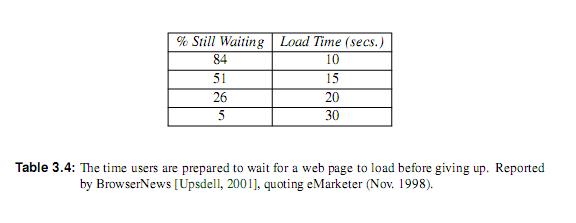 % Still Waiting Load Time (secs.)
84 10
51 15
26 20
5 30
Table 3.4: The time users are prepared to wait for a web page to load before giving up. Reported
by BrowserNews [Upsdell, 2001], quoting eMarketer (Nov. 1998).